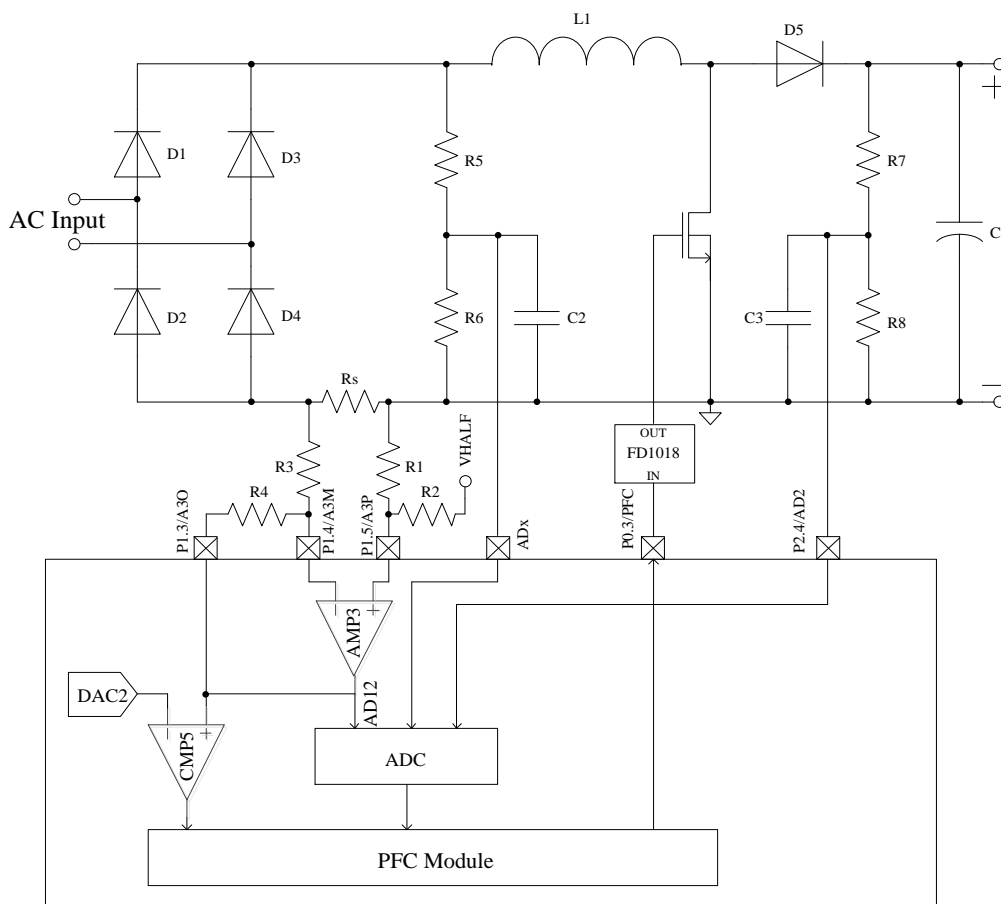 L1
D5
D1
D3
R5
R7
AC Input
C
D2
D4
R6
C2
C3
R8
Rs
OUT
FD1018
IN
VHALF
R3
R1
R4
R2
P1.3/A3O
P1.4/A3M
P1.5/A3P
ADx
P0.3/PFC
P2.4/AD2
AMP3
DAC2
AD12
CMP5
ADC
PFC Module